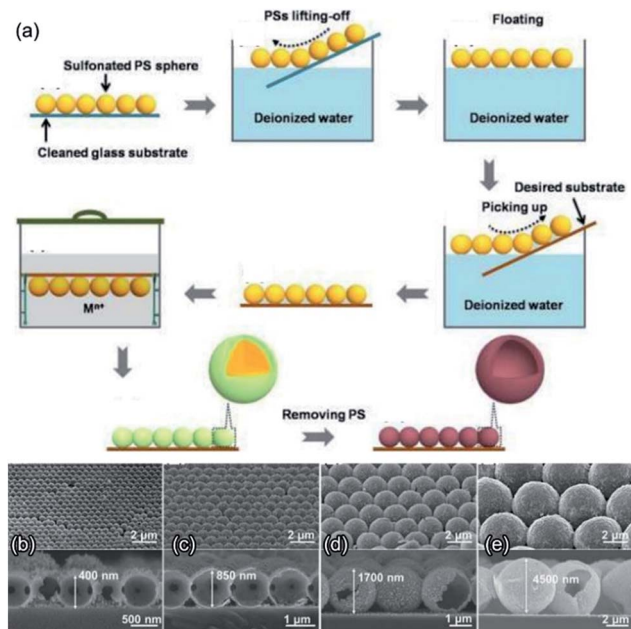 (a)
PSs lifting-off
Floating
Sulfonated PS sphere
Deionized water
Deionized water
Cleaned glass substrate
Desired substrate
Picking up
Mⁿ⁺
Deionized water
Removing PS
2 μm
2 μm
2 μm
2 μm
(b)
(c)
(d)
(e)
400 nm
850 nm
1700 nm
4500 nm
500 nm
1 μm
1 μm
2 μm